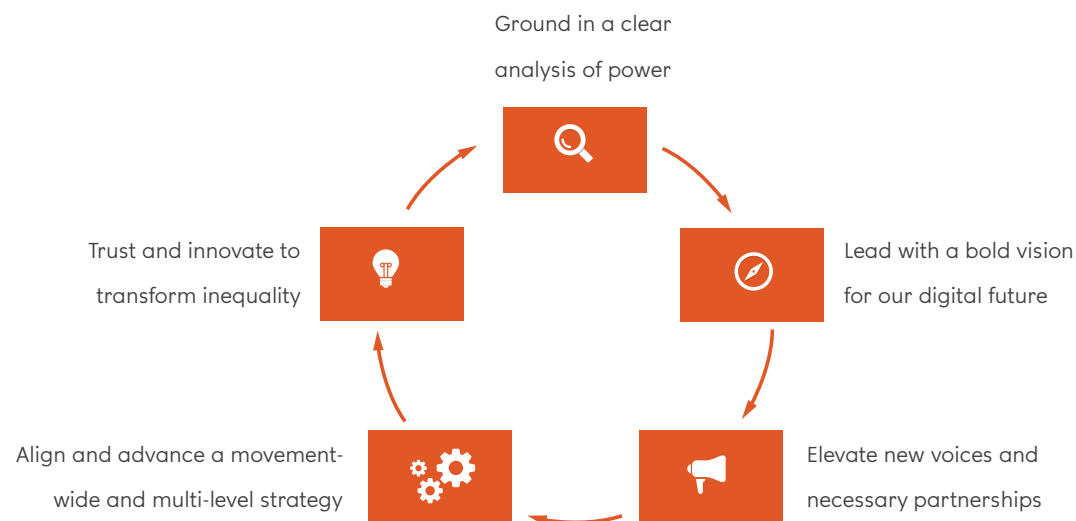 Ground in a clear
analysis of power
Lead with a bold vision
for our digital future
Elevate new voices and
necessary partnerships
Align and advance a movement-
wide and multi-level strategy
Trust and innovate to
transform inequality